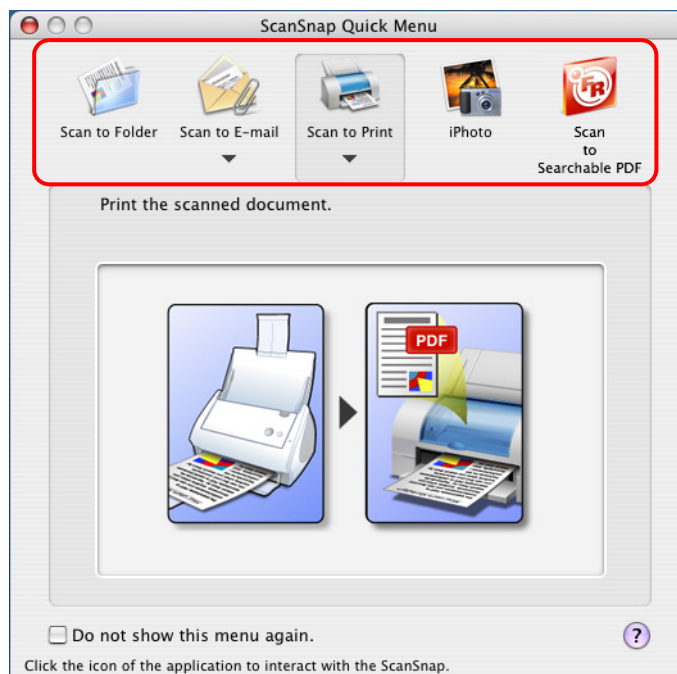 ScanSnap Quick Menu
Scan to Folder
Scan to E-mail
Scan to Print
iPhoto
Scan
to
Searchable PDF
FR
Print the scanned document.
PDF
Do not show this menu again.
?
Click the icon of the application to interact with the ScanSnap.